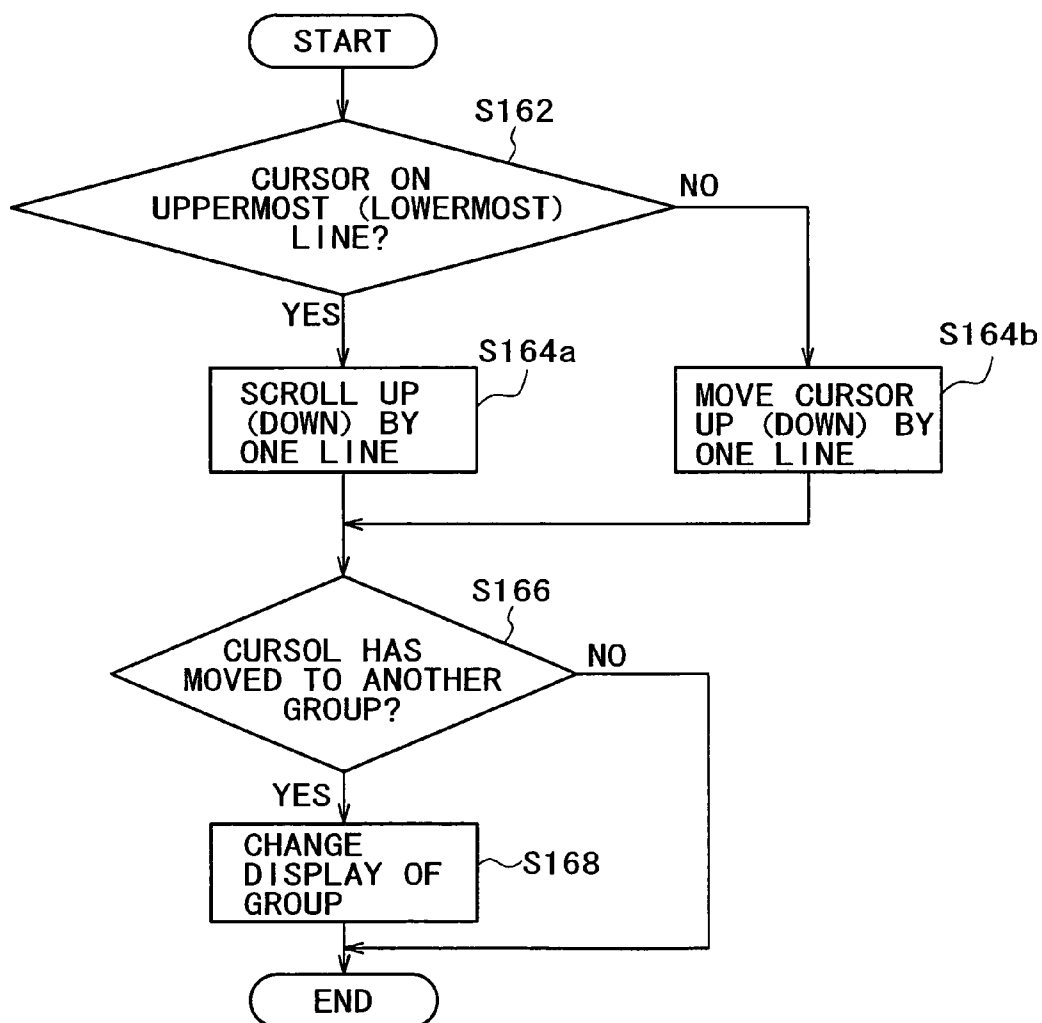 START
S162
CURSOR ON
UPPERMOST (LOWERMOST)
LINE?
NO
YES
S164a
SCROLL UP
(DOWN) BY
ONE LINE
S164b
MOVE CURSOR
UP (DOWN) BY
ONE LINE
S166
CURSOL HAS
MOVED TO ANOTHER
GROUP?
NO
YES
CHANGE
DISPLAY OF
GROUP
S168
END